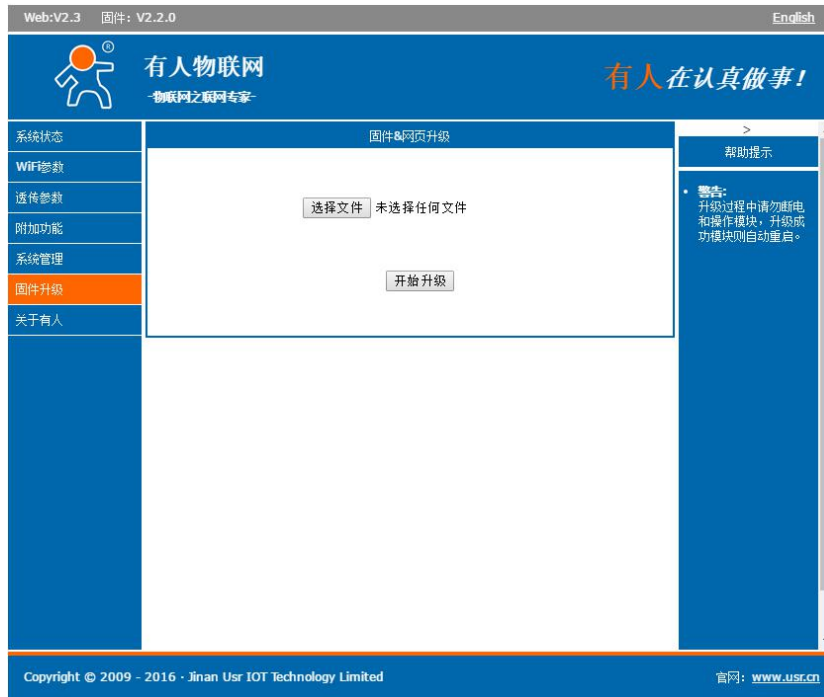 Web:V2.3 固件: V2.2.0 English
®
有人物联网
-物联网之联网专家-
有人在认真做事!
系统状态
WiFi参数
透传参数
附加功能
系统管理
固件升级
关于有人
固件&网页升级
选择文件 未选择任何文件
开始升级
>
帮助提示
• 警告:
升级过程中请勿断电
和操作模块，升级成
功模块则自动重启。
Copyright © 2009 - 2016 · Jinan Usr IOT Technology Limited
官网: www.usr.cn